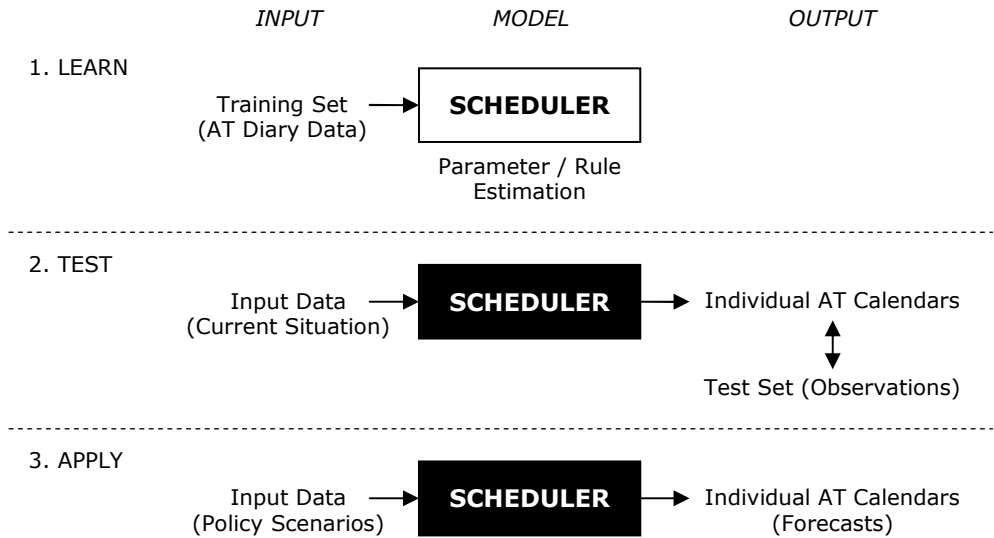 INPUT MODEL OUTPUT
1. LEARN
Training Set
(AT Diary Data)
SCHEDULER
Parameter / Rule
Estimation
2. TEST
Input Data
(Current Situation)
SCHEDULER
Individual AT Calendars
Test Set (Observations)
3. APPLY
Input Data
(Policy Scenarios)
SCHEDULER
Individual AT Calendars
(Forecasts)